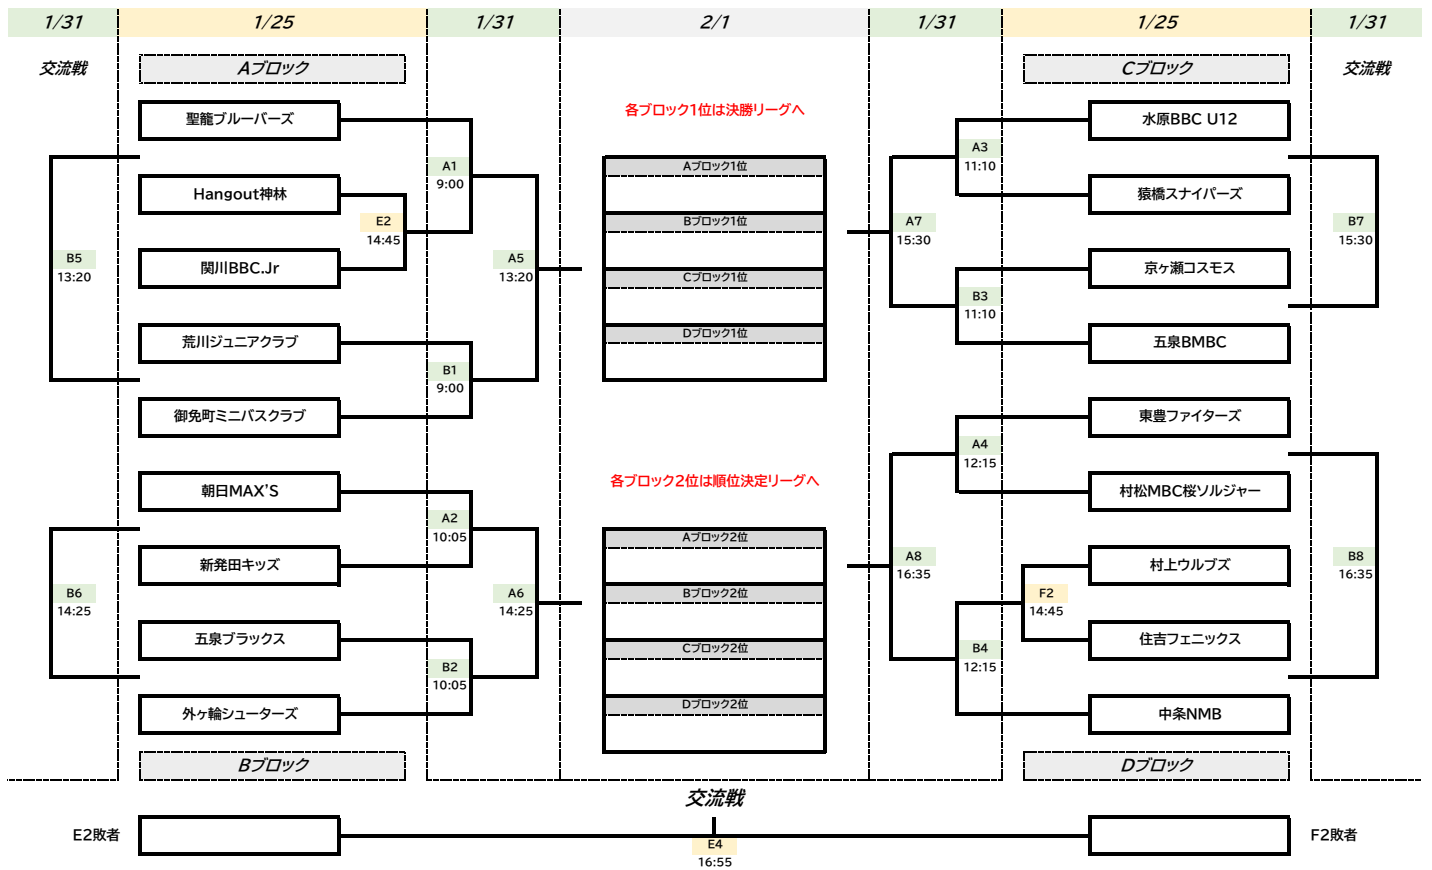 1/31
1/25
1/31
2/1
1/31
1/25
1/31
交流戦
Aブロック
Cブロック
交流戦
各ブロック1位は決勝リーグへ
聖籠ブルーバーズ
水原BBC U12
A1
9:00
A3
11:10
Aブロック1位
Hangout神林
猿橋スナイパーズ
E2
14:45
Bブロック1位
A7
15:30
B7
15:30
B5
13:20
関川BBC.Jr
A5
13:20
Cブロック1位
京ヶ瀬コスモス
B3
11:10
荒川ジュニアクラブ
Dブロック1位
五泉BMBC
B1
9:00
御免町ミニバスクラブ
東豊ファイターズ
A4
12:15
各ブロック2位は順位決定リーグへ
朝日MAX'S
村松MBC桜ソルジャー
A2
10:05
Aブロック2位
新発田キッズ
A8
16:35
村上ウルブズ
B8
16:35
B6
14:25
A6
14:25
Bブロック2位
F2
14:45
五泉ブラックス
住吉フェニックス
B2
10:05
Cブロック2位
B4
12:15
外ヶ輪シューターズ
Dブロック2位
中条NMB
Bブロック
Dブロック
交流戦
E2敗者
F2敗者
E4
16:55